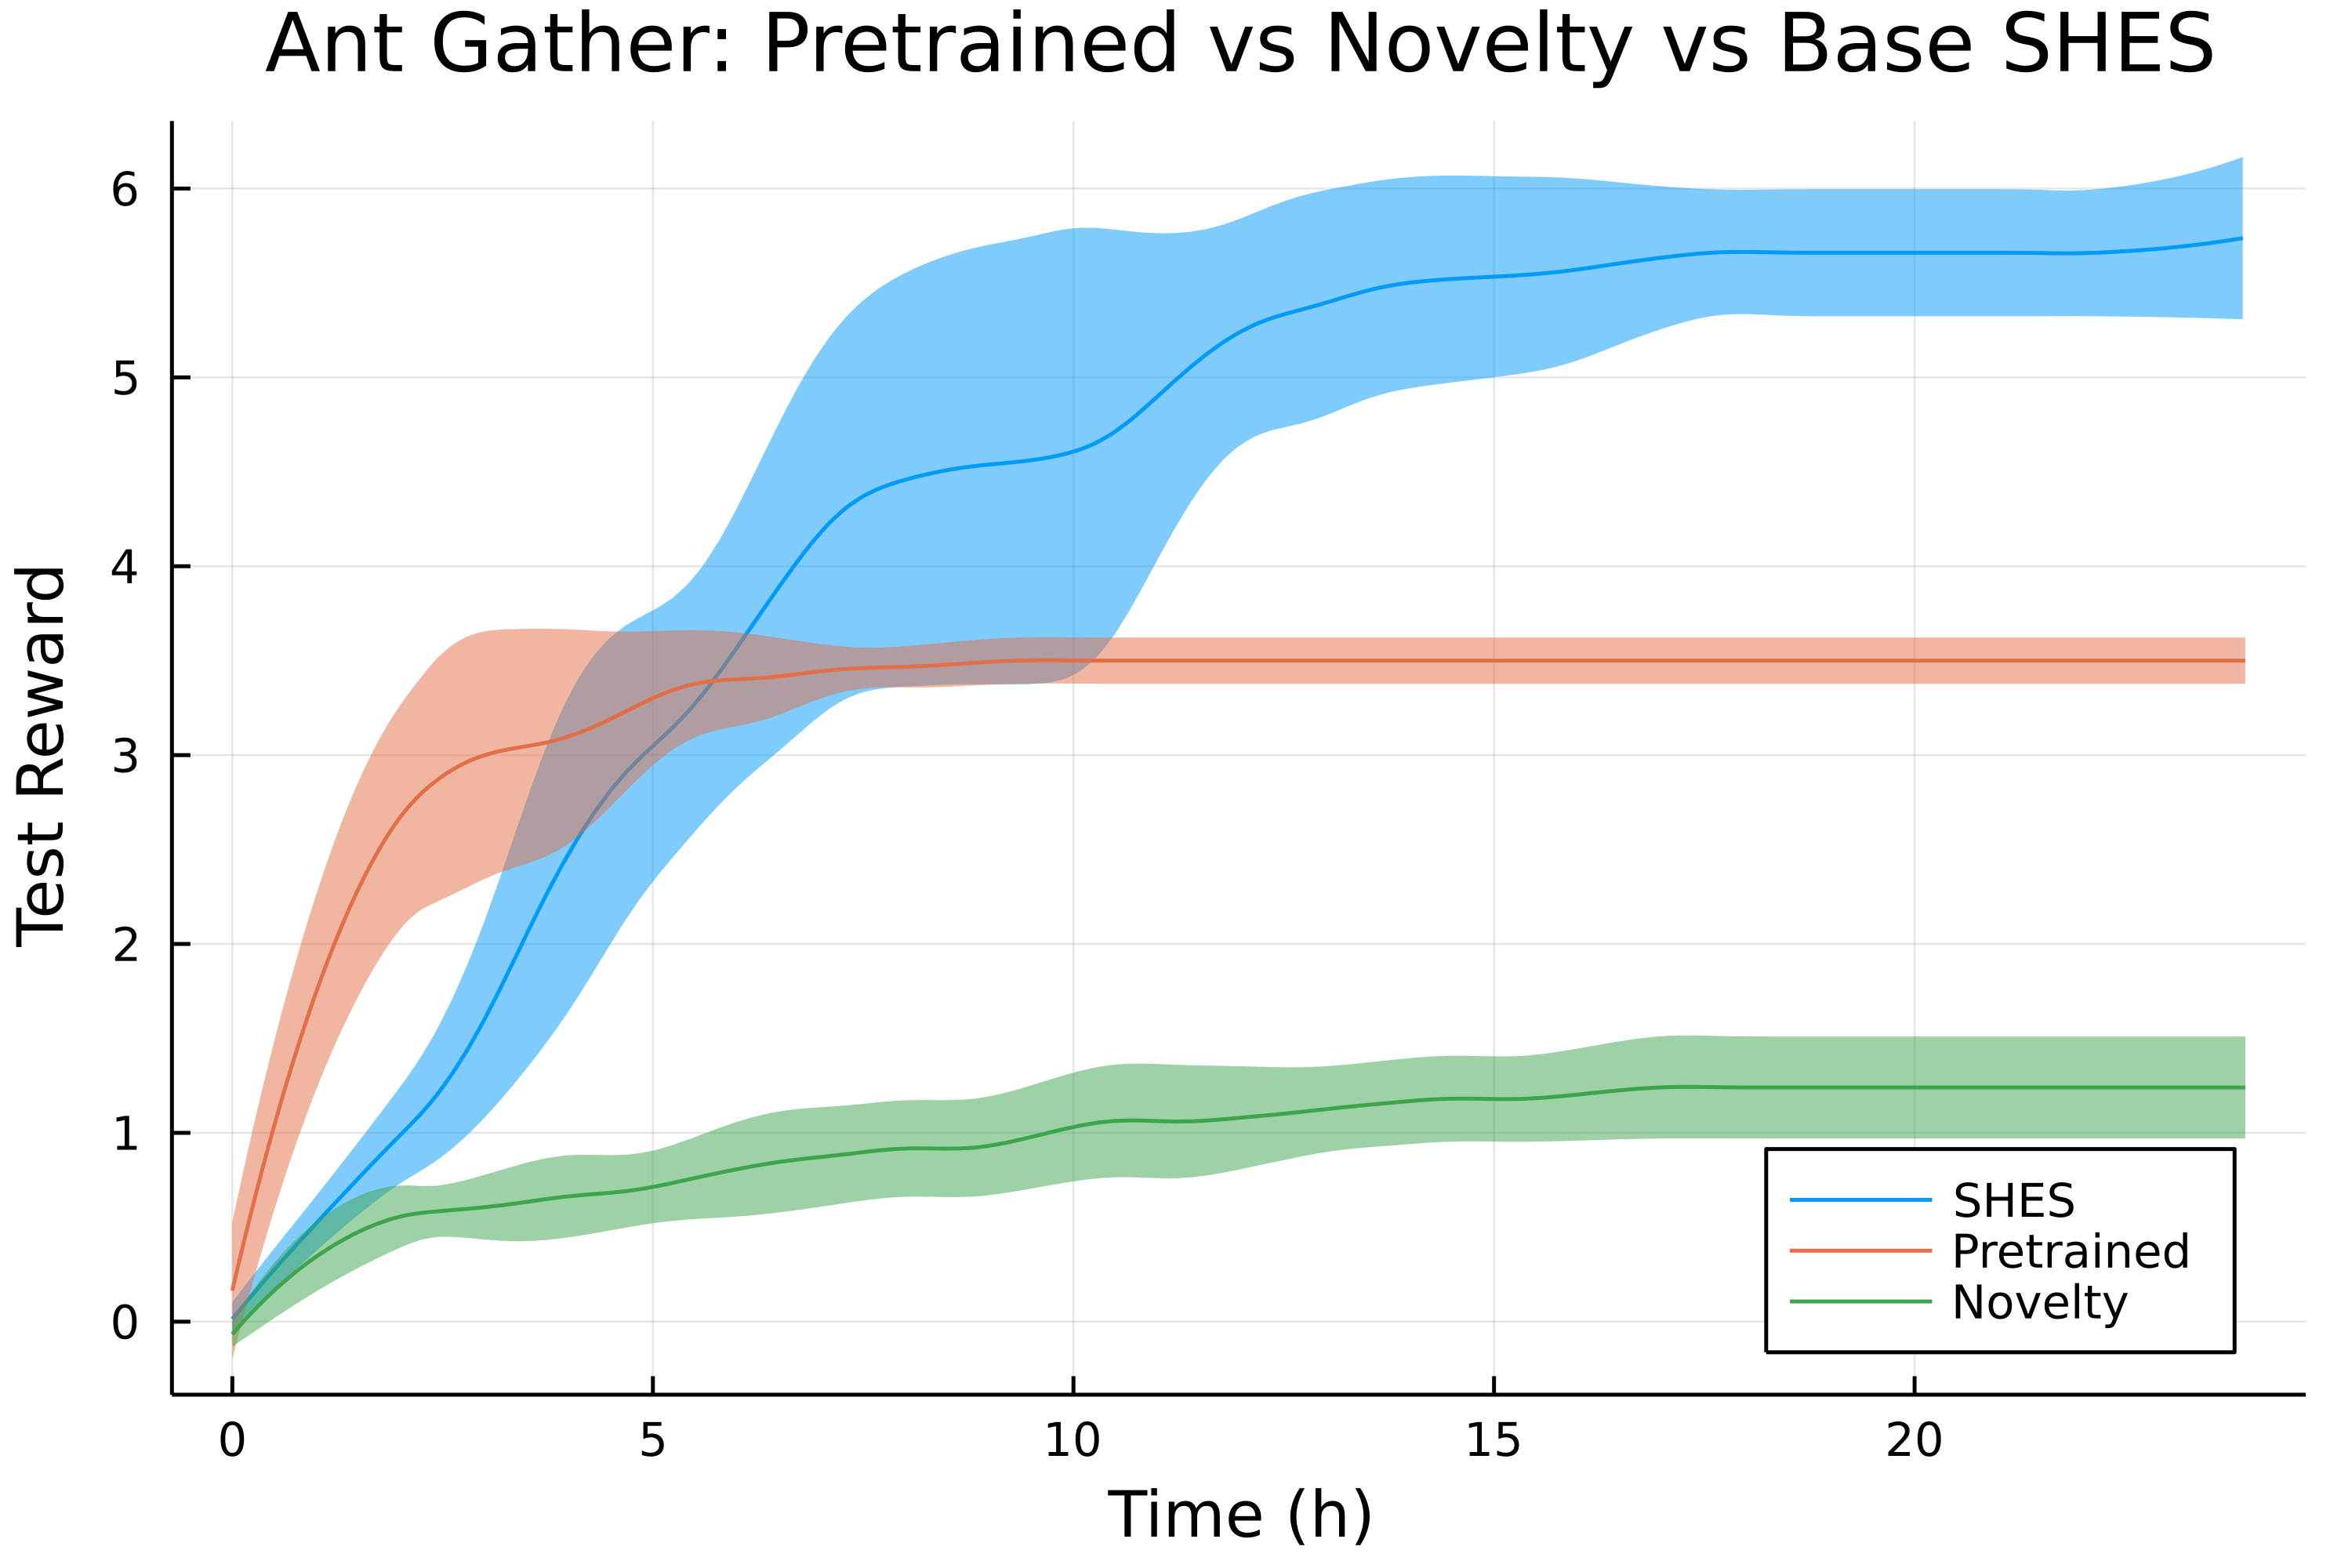 Ant Gather: Pretrained vs Novelty vs Base SHES
Test Reward
6
5
4
3
2
1
0
SHES
Pretrained
Novelty
0 5 10 15 20
Time (h)